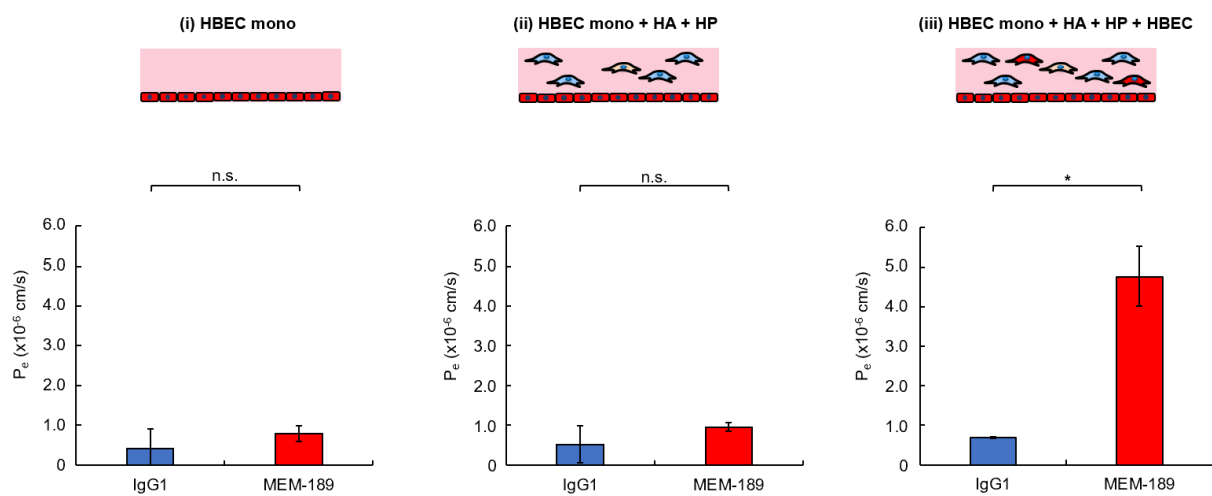 (i) HBEC mono
(ii) HBEC mono + HA + HP
(iii) HBEC mono + HA + HP + HBEC
n.s.
n.s.
*
Pe (x10-6 cm/s)
6.0
5.0
4.0
3.0
2.0
1.0
0
IgG1
MEM-189
Pe (x10-6 cm/s)
6.0
5.0
4.0
3.0
2.0
1.0
0
IgG1
MEM-189
Pe (x10-6 cm/s)
6.0
5.0
4.0
3.0
2.0
1.0
0
IgG1
MEM-189